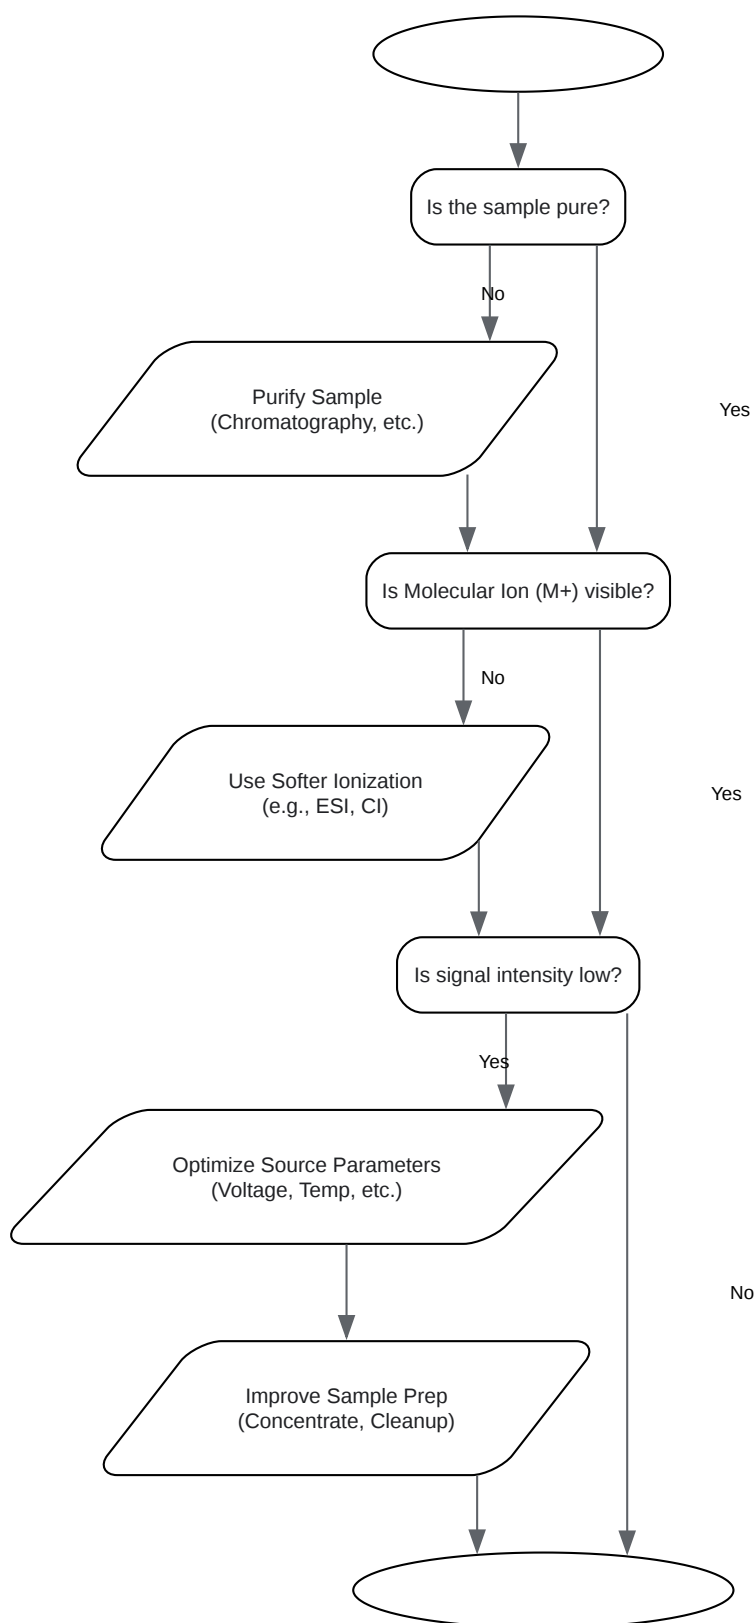 Is the sample pure?
No
Purify Sample
(Chromatography, etc.)
Yes
Is Molecular Ion (M+) visible?
No
Use Softer Ionization
(e.g., ESI, CI)
Yes
Is signal intensity low?
Yes
Optimize Source Parameters
(Voltage, Temp, etc.)
No
Improve Sample Prep
(Concentrate, Cleanup)